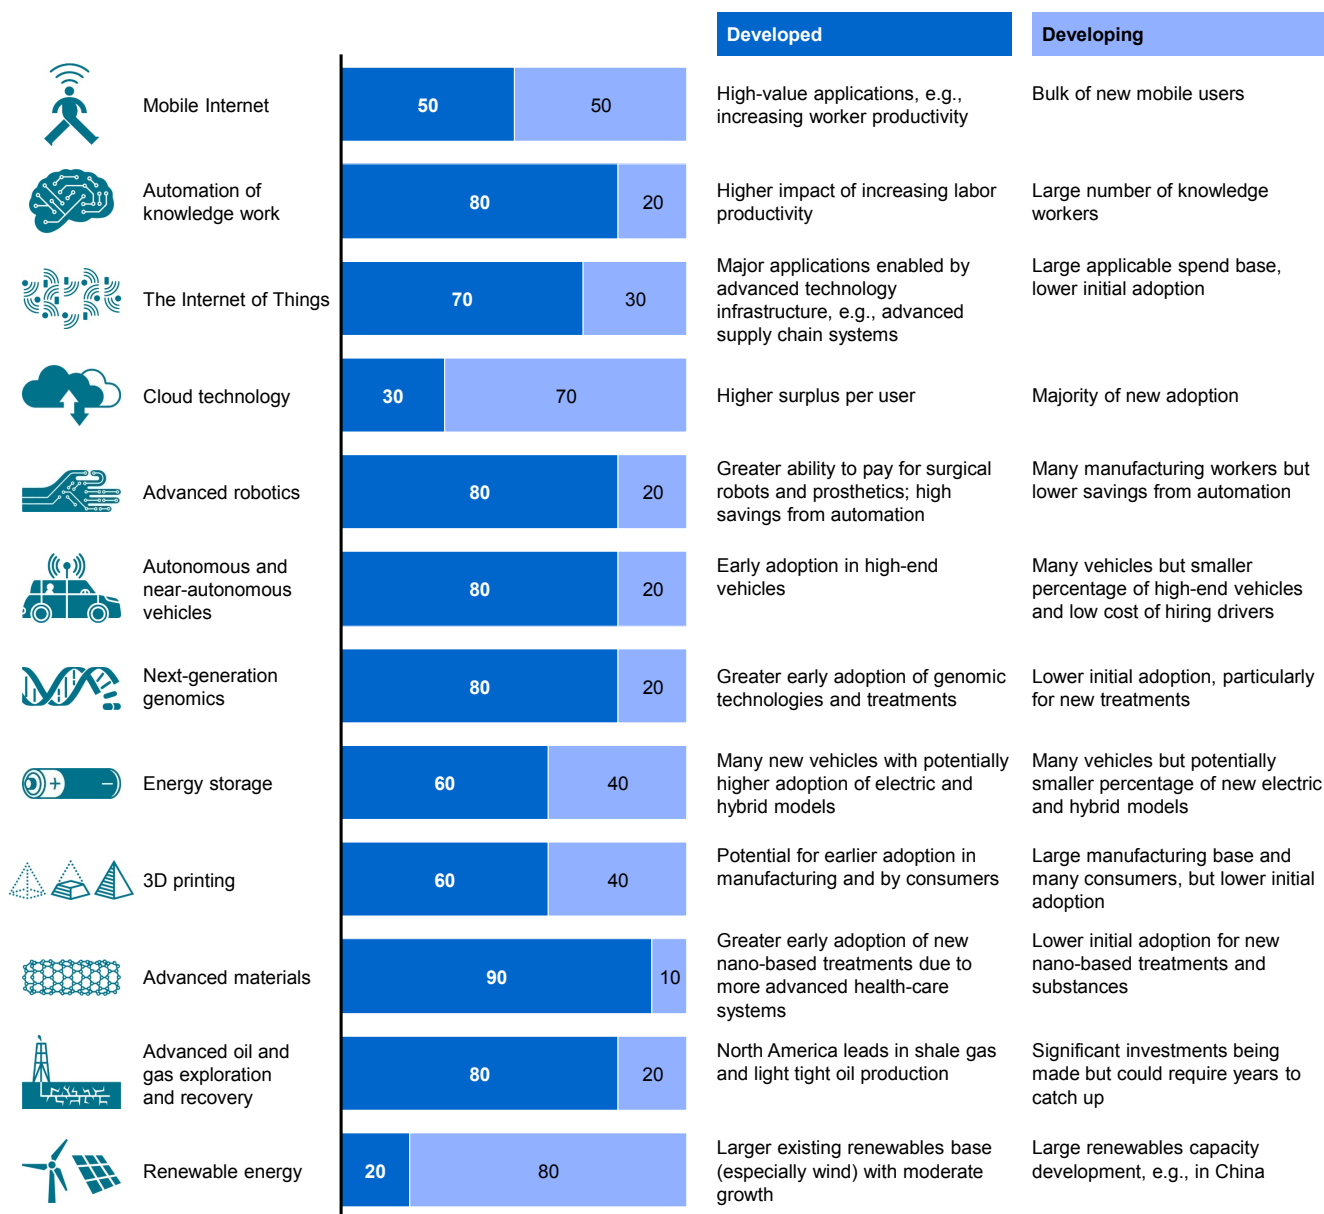 Developed
Developing
Mobile Internet
50
50
High-value applications, e.g.,
increasing worker productivity
Bulk of new mobile users
Automation of
knowledge work
80
20
Higher impact of increasing labor
productivity
Large number of knowledge
workers
The Internet of Things
70
30
Major applications enabled by
advanced technology
infrastructure, e.g., advanced
supply chain systems
Large applicable spend base,
lower initial adoption
Cloud technology
30
70
Higher surplus per user
Majority of new adoption
Advanced robotics
80
20
Greater ability to pay for surgical
robots and prosthetics; high
savings from automation
Many manufacturing workers but
lower savings from automation
Autonomous and
near-autonomous
vehicles
80
20
Early adoption in high-end
vehicles
Many vehicles but smaller
percentage of high-end vehicles
and low cost of hiring drivers
Next-generation
genomics
80
20
Greater early adoption of genomic
technologies and treatments
Lower initial adoption, particularly
for new treatments
+
−
Energy storage
60
40
Many new vehicles with potentially
higher adoption of electric and
hybrid models
Many vehicles but potentially
smaller percentage of new electric
and hybrid models
3D printing
60
40
Potential for earlier adoption in
manufacturing and by consumers
Large manufacturing base and
many consumers, but lower initial
adoption
Advanced materials
90
10
Greater early adoption of new
nano-based treatments due to
more advanced health-care
systems
Lower initial adoption for new
nano-based treatments and
substances
Advanced oil and
gas exploration
and recovery
80
20
North America leads in shale gas
and light tight oil production
Significant investments being
made but could require years to
catch up
Renewable energy
20
80
Larger existing renewables base
(especially wind) with moderate
growth
Large renewables capacity
development, e.g., in China